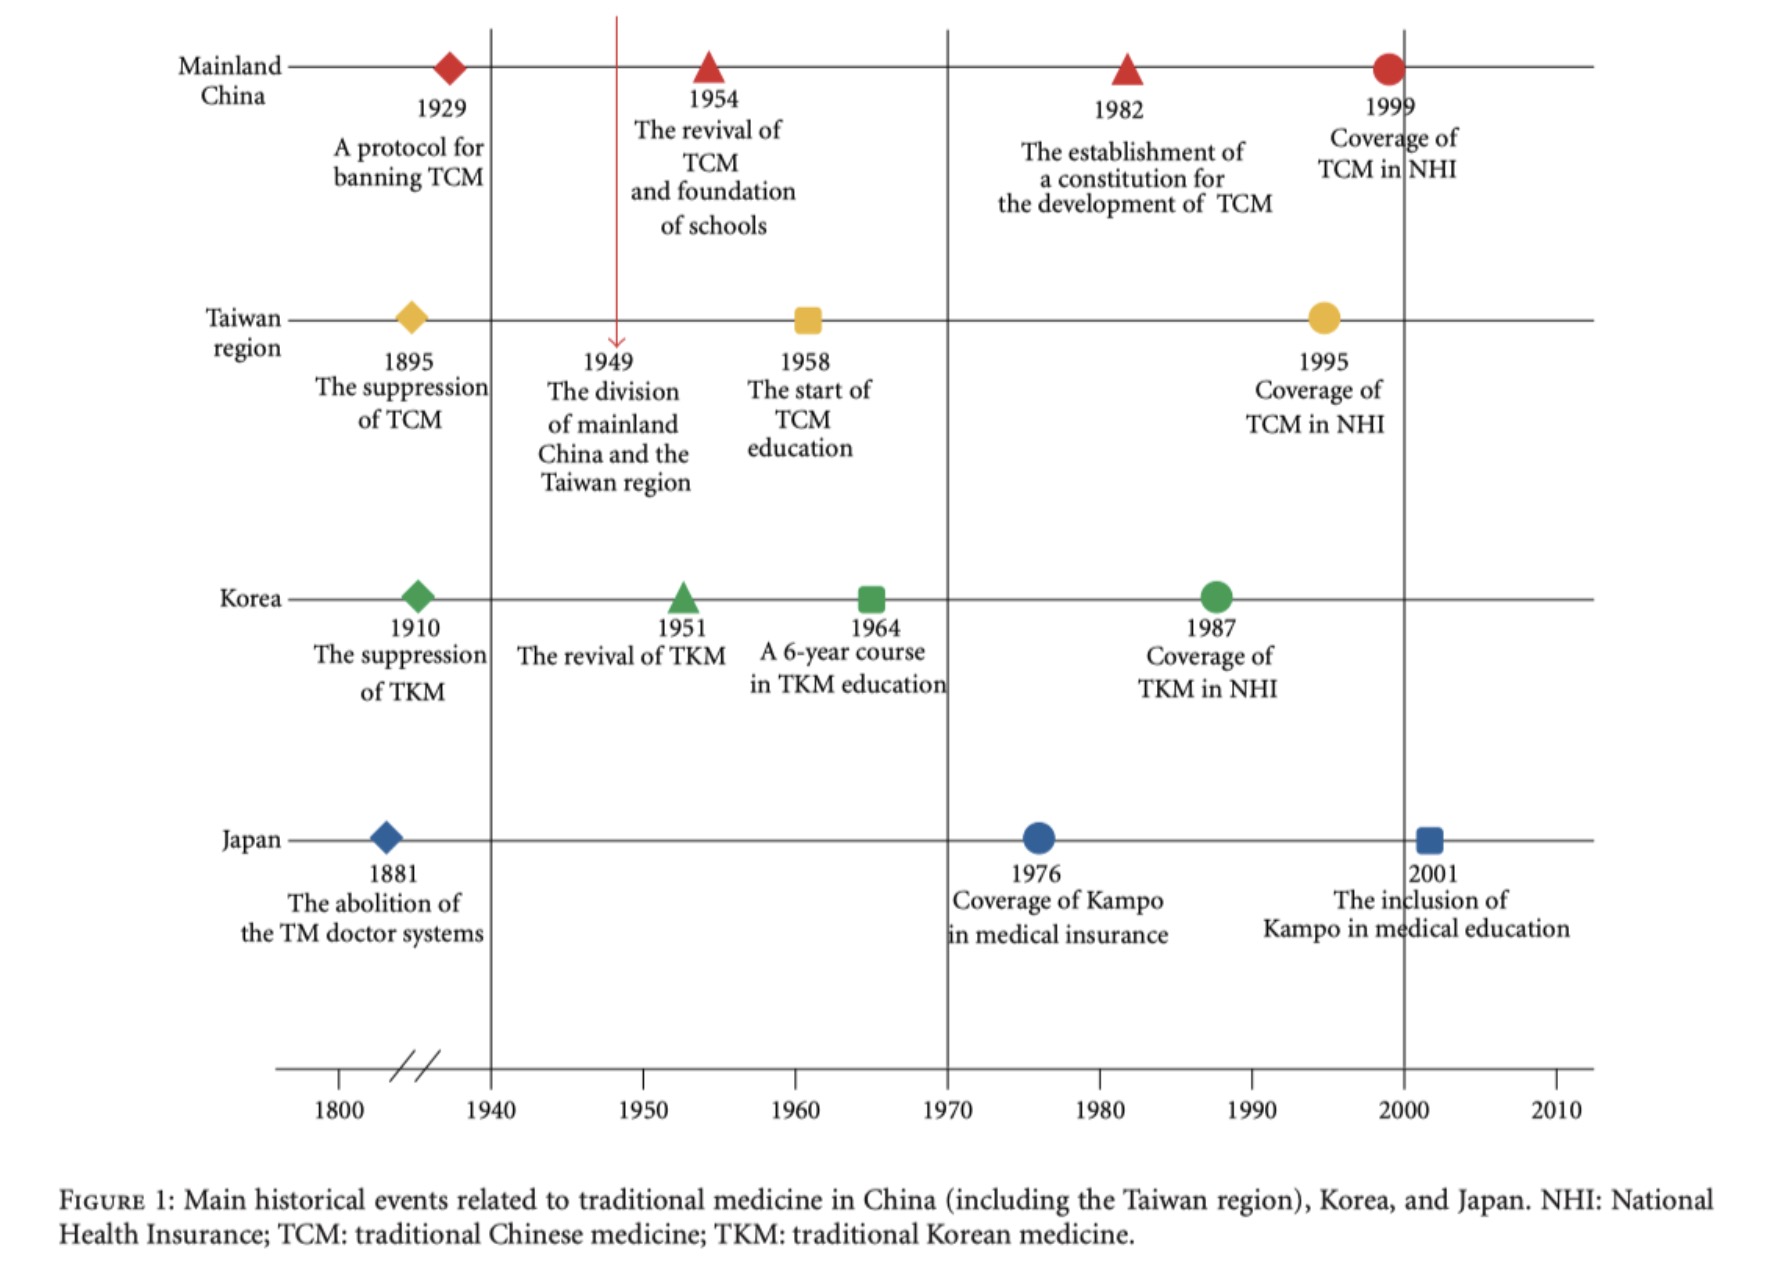 Mainland
China
1929
A protocol for
banning TCM
1954
The revival of
TCM
and foundation
of schools
1982
The establishment of
a constitution for
the development of TCM
1999
Coverage of
TCM in NHI
Taiwan
region
1895
The suppression
of TCM
1949
The division
of mainland
China and the
Taiwan region
1958
The start of
TCM
education
1995
Coverage of
TCM in NHI
Korea
1910
The suppression
of TKM
1951
The revival of TKM
1964
A 6-year course
in TKM education
1987
Coverage of
TKM in NHI
Japan
1881
The abolition of
the TM doctor systems
1976
Coverage of Kampo
in medical insurance
2001
The inclusion of
Kampo in medical education
1800 1940 1950 1960 1970 1980 1990 2000 2010
Figure 1: Main historical events related to traditional medicine in China (including the Taiwan region), Korea, and Japan. NHI: National
Health Insurance; TCM: traditional Chinese medicine; TKM: traditional Korean medicine.